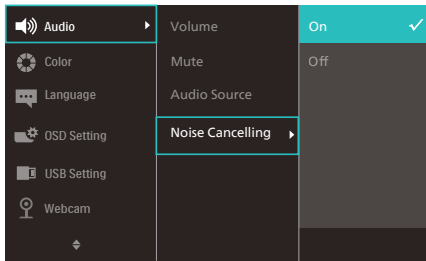 Audio
Color
Language
OSD Setting
USB Setting
Webcam
Volume
Mute
Audio Source
Noise Cancelling
On
Off